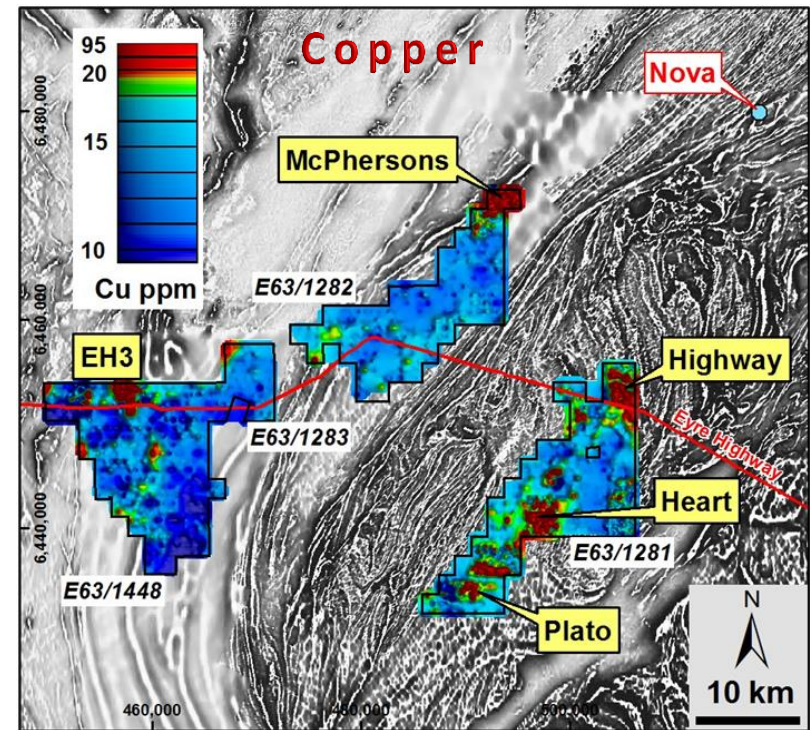 Copper
95
20
15
10
Cu ppm
Nova
McPhersons
E63/1282
EH3
Highway
E63/1283
Eyre Highway
Heart
E63/1281
E63/1448
Plato
N
10 km
6,480,000
6,460,000
6,440,000
460,000
480,000
500,000